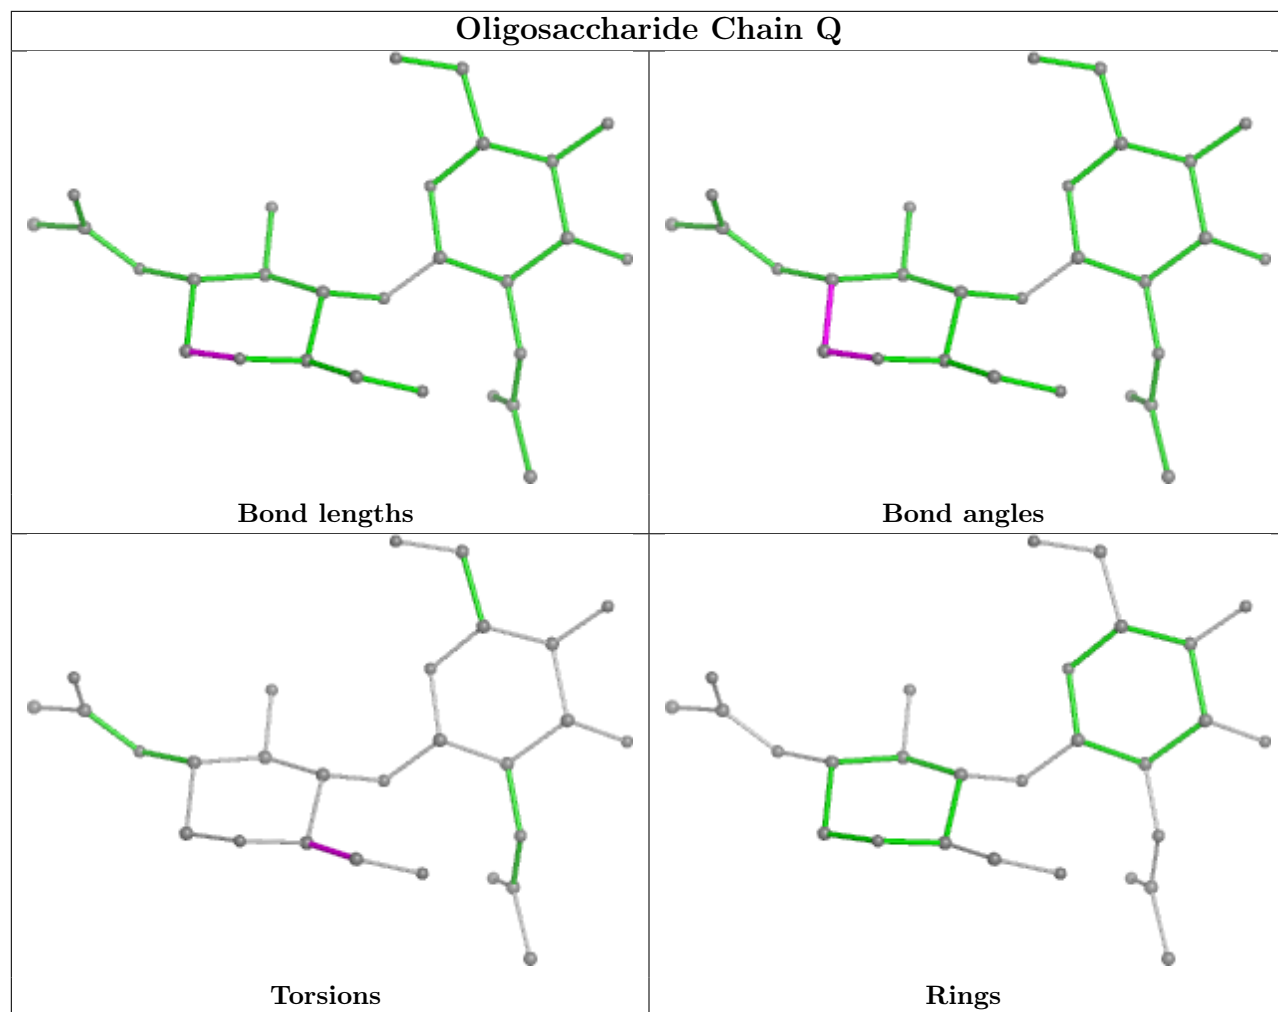 Oligosaccharide Chain Q
Bond lengths
Bond angles
Torsions
Rings